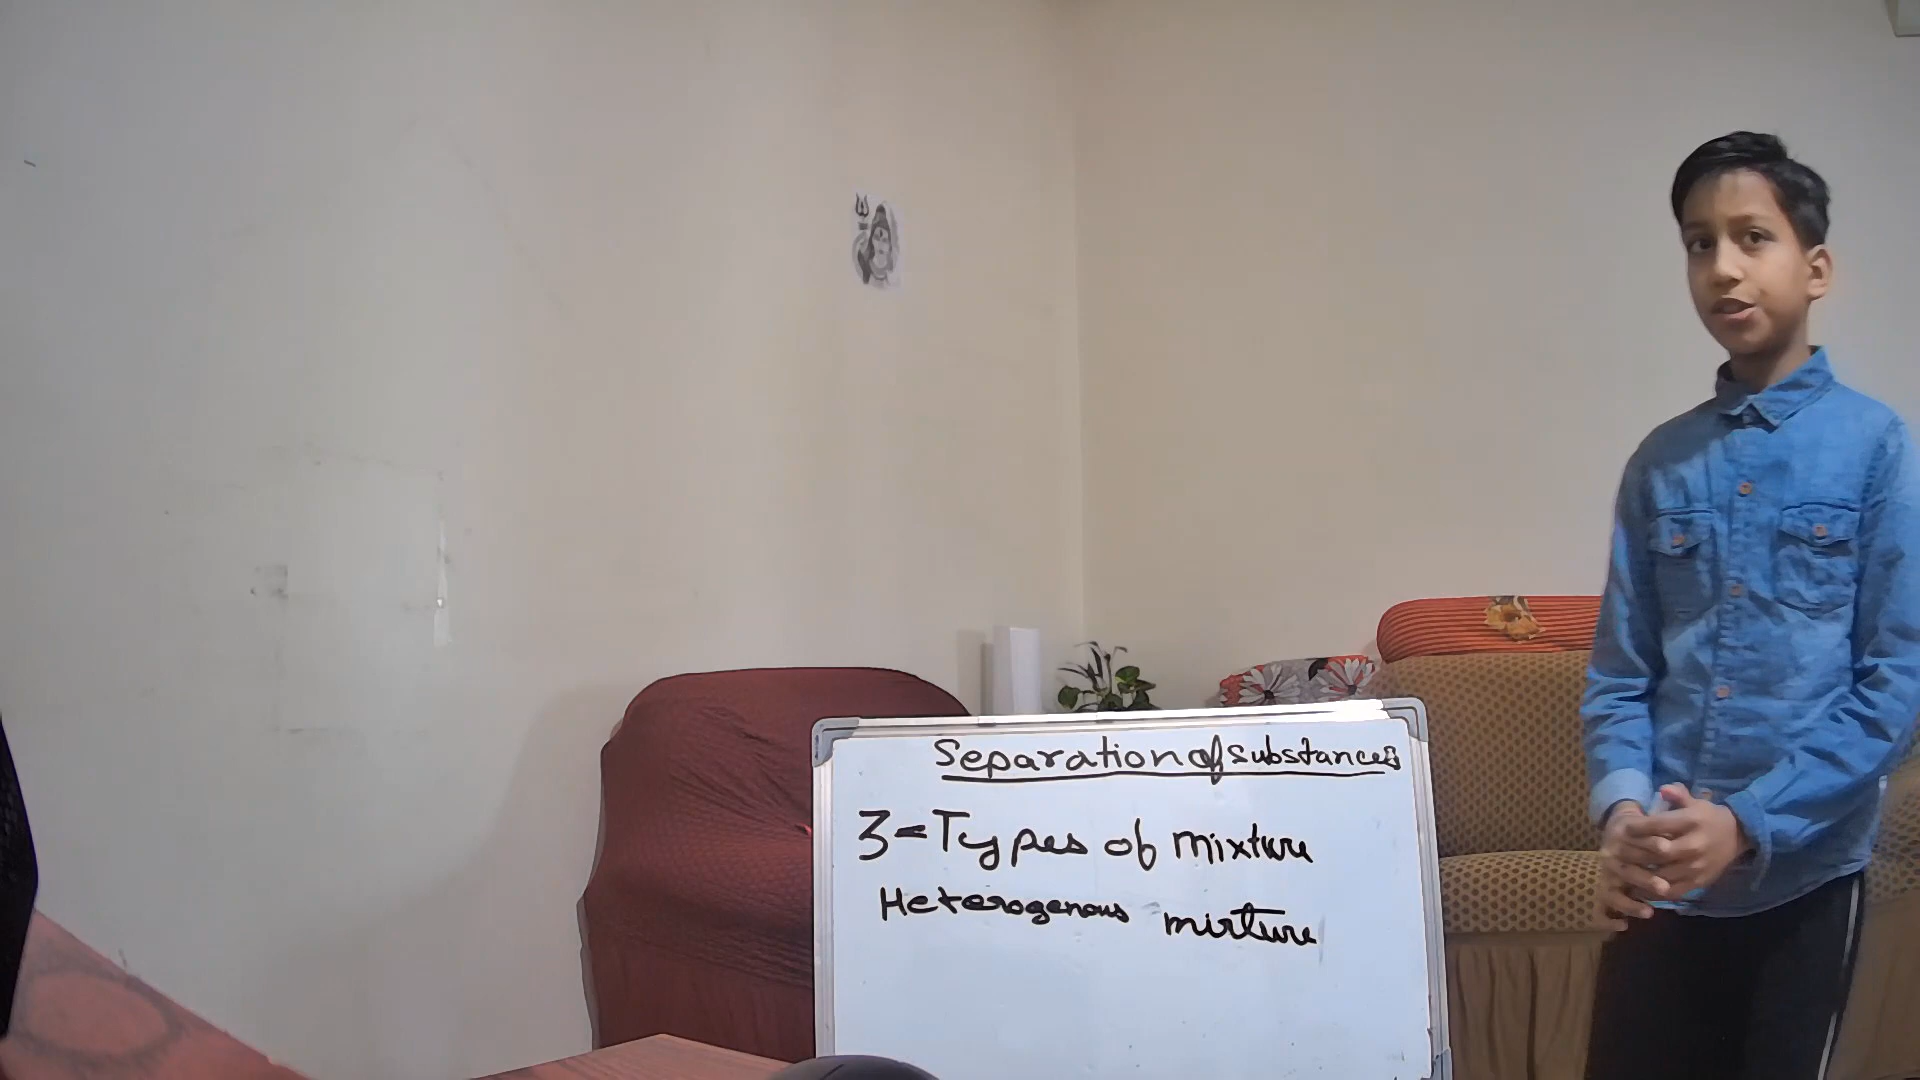 Separation of substances
3 - Types of mixture
Heterogenous mixture